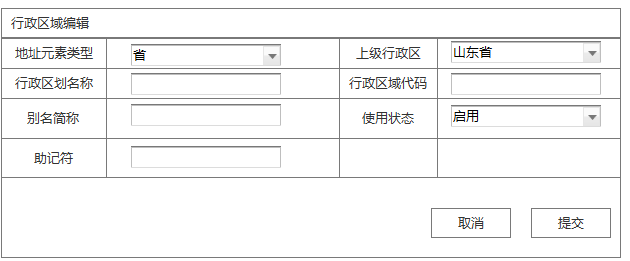 行政区域编辑
地址元素类型 省 上级行政区 山东省
行政区划名称 行政区域代码
别名简称 使用状态 启用
助记符
取消 提交